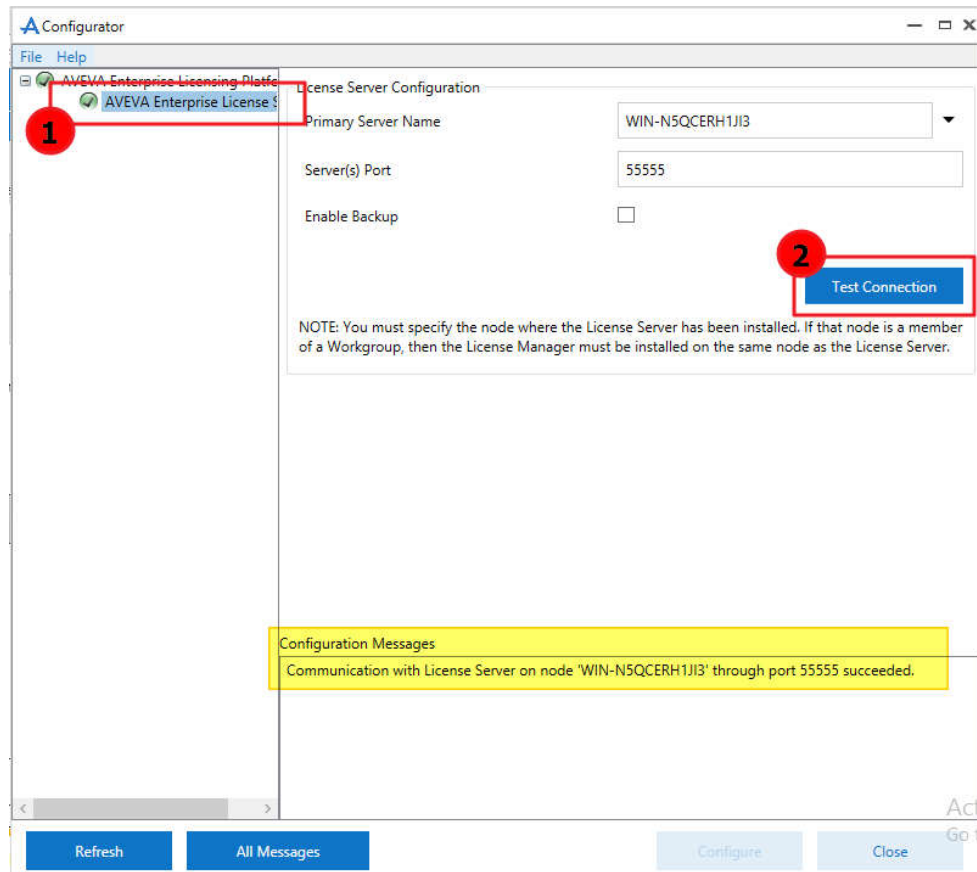 Configurator
File Help
AVEVA Enterprise Licensing Platfo
AVEVA Enterprise License S
1
License Server Configuration
Primary Server Name
WIN-N5QCERH1JI3
Server(s) Port
55555
Enable Backup
2
Test Connection
NOTE: You must specify the node where the License Server has been installed. If that node is a member
of a Workgroup, then the License Manager must be installed on the same node as the License Server.
Configuration Messages
Communication with License Server on node 'WIN-N5QCERH1JI3' through port 55555 succeeded.
Act
Go t
Refresh
All Messages
Configure
Close